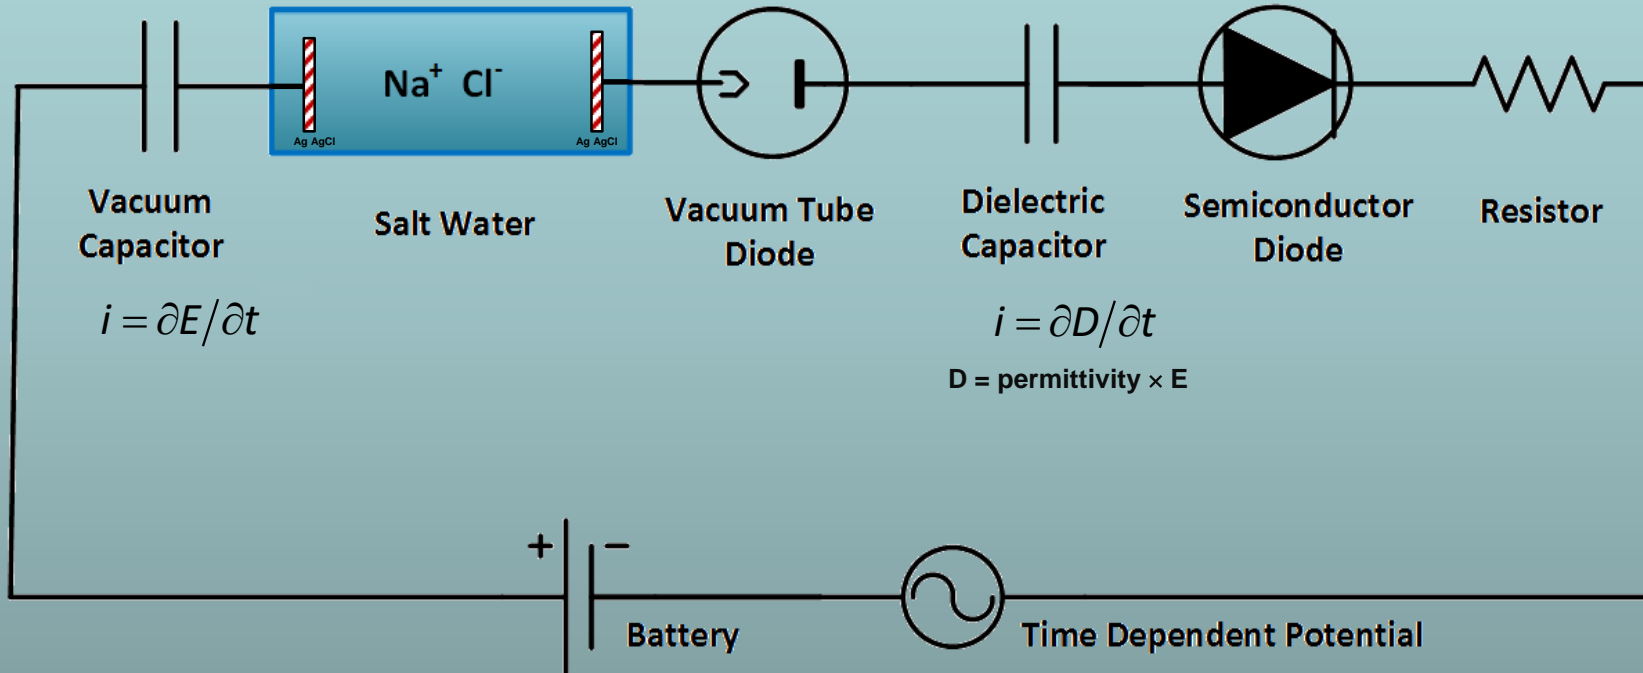 Na⁺ Cl⁻
Ag AgCl
Ag AgCl
Vacuum
Capacitor
Salt Water
Vacuum Tube
Diode
Dielectric
Capacitor
Semiconductor
Diode
Resistor
i = ∂E/∂t
i = ∂D/∂t
D = permittivity × E
+ −
Battery
Time Dependent Potential